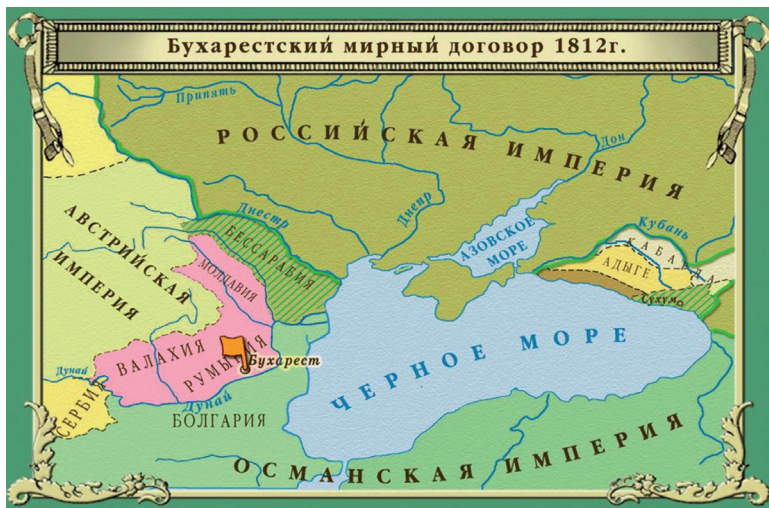 Бухарестский мирный договор 1812г.
Припять
РОССИЙСКАЯ ИМПЕРИЯ
Дон
Днестр
Днепр
Кубань
АВСТРИЙСКАЯ
ИМПЕРИЯ
БЕССАРАБИЯ
АЗОВСКОЕ
МОРЕ
КАБАРДА
АДЫГЕ
МОЛДАВИЯ
Сухум
ЧЕРНОЕ МОРЕ
ВАЛАХИЯ
РУМЫНИЯ
Бухарест
Дунай
СЕРБИЯ
Дунай
БОЛГАРИЯ
ОСМАНСКАЯ ИМПЕРИЯ